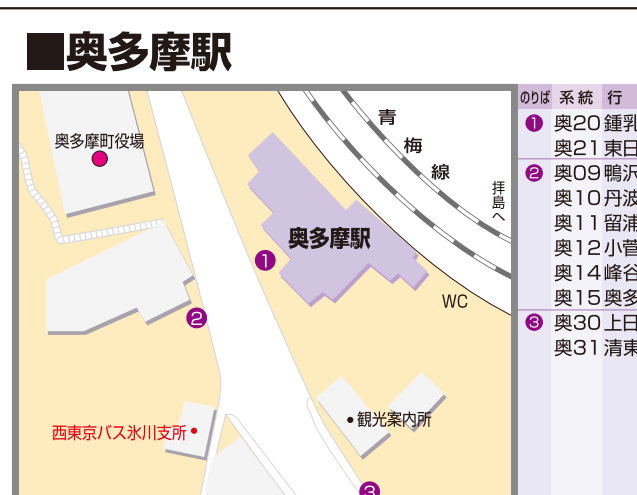 ■奥多摩駅
奥多摩町役場
青梅線
拝島へ
奥多摩駅
1
WC
2
観光案内所
西東京バス氷川支所
3
のりば 系統 行
1 奥20 鍾乳
奥21 東日
2 奥09 鴨沢
奥10 丹波
奥11 留浦
奥12 小菅
奥14 峰谷
奥15 奥多
3 奥30 上日
奥31 清東